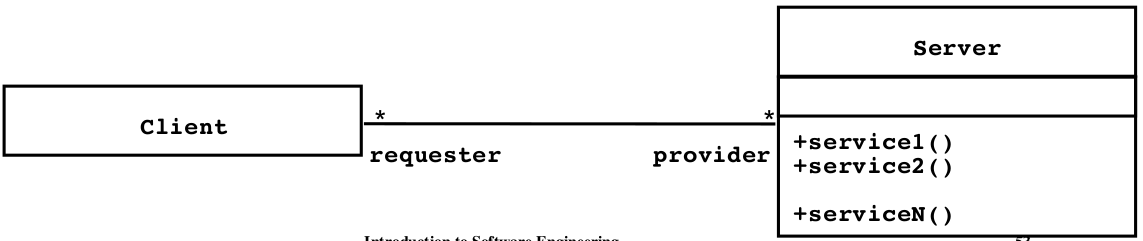 Server
Client
*
*
requester
provider
+service1()
+service2()
+serviceN()
Introduction to Software Engineering